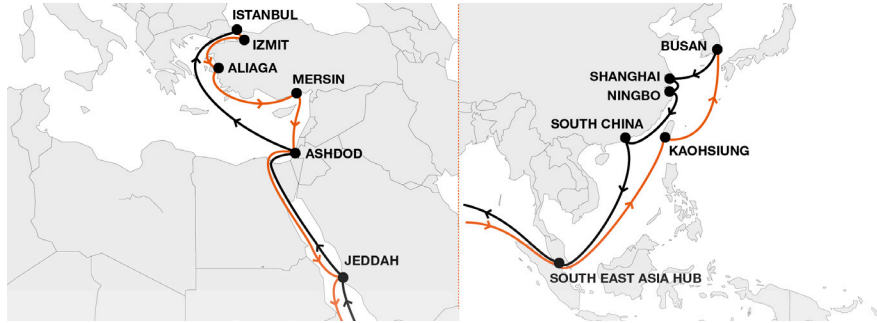 ISTANBUL
IZMIT
ALIAGA
MERSIN
ASHDOD
JEDDAH
BUSAN
SHANGHAI
NINGBO
SOUTH CHINA
KAOHSIUNG
SOUTH EAST ASIA HUB